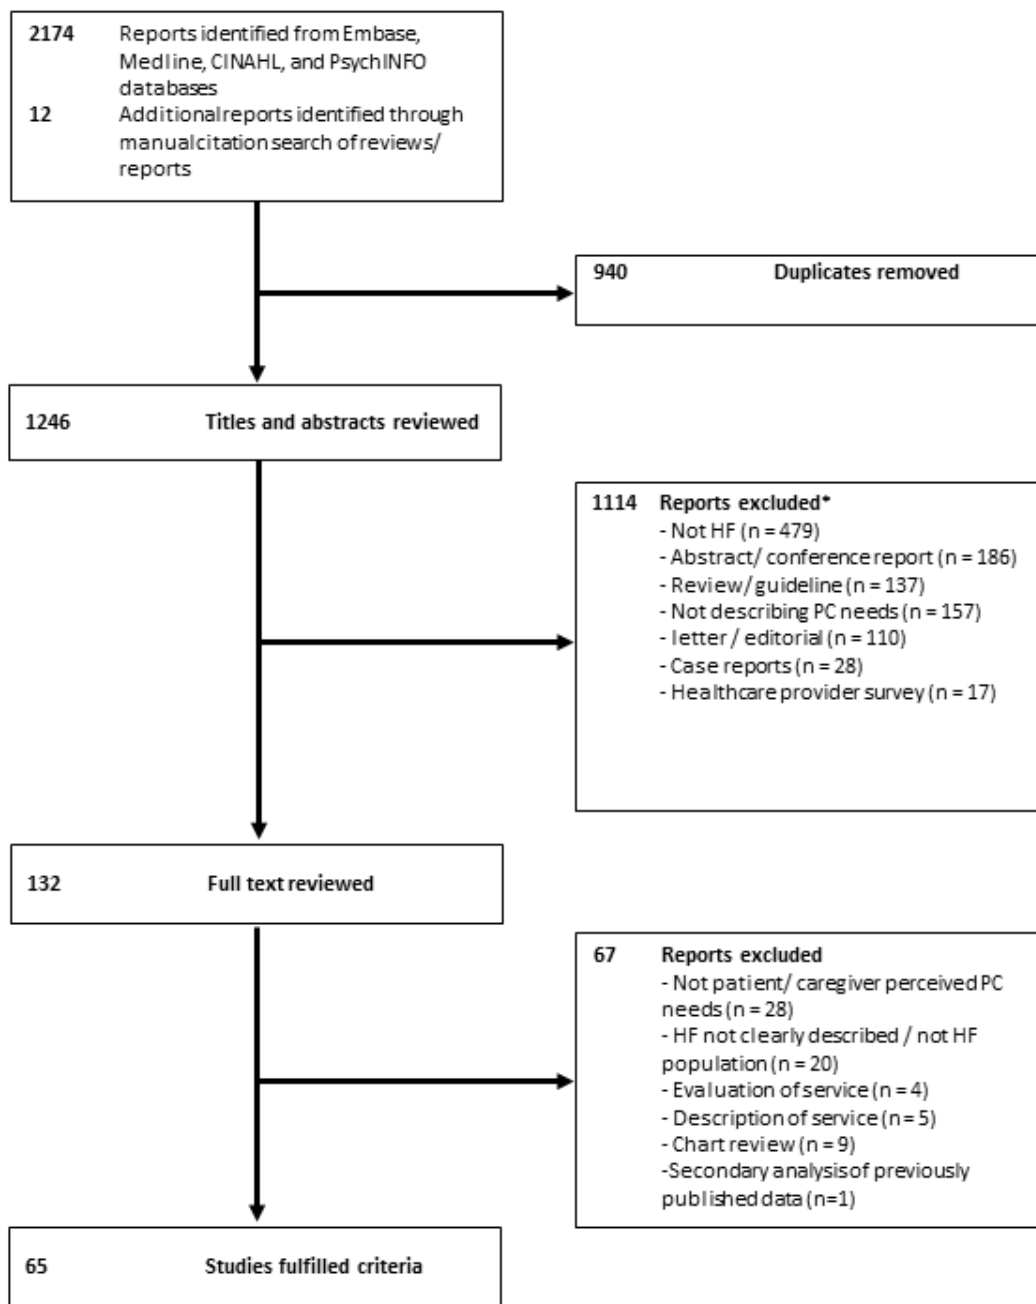 2174 Reports identified from Embase,
Medline, CINAHL, and PsychINFO
databases
12 Additional reports identified through
manual citation search of reviews/
reports
940 Duplicates removed
1246 Titles and abstracts reviewed
1114 Reports excluded*
- Not HF (n = 479)
- Abstract/ conference report (n = 186)
- Review/ guideline (n = 137)
- Not describing PC needs (n = 157)
- letter / editorial (n = 110)
- Case reports (n = 28)
- Healthcare provider survey (n = 17)
132 Full text reviewed
67 Reports excluded
- Not patient/ caregiver perceived PC
needs (n = 28)
- HF not clearly described / not HF
population (n = 20)
- Evaluation of service (n = 4)
- Description of service (n = 5)
- Chart review (n = 9)
-Secondary analysis of previously
published data (n=1)
65 Studies fulfilled criteria